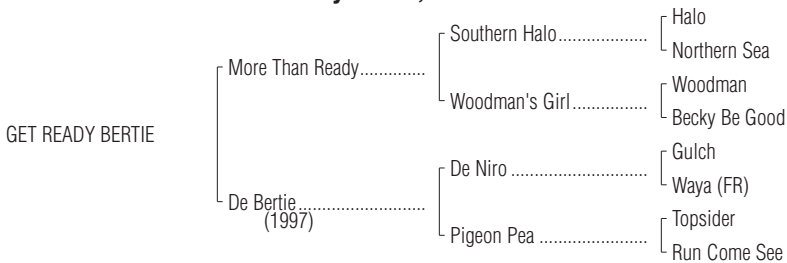 Halo
Southern Halo...................
Northern Sea
More Than Ready..............
Woodman
Woodman's Girl................
Becky Be Good
GET READY BERTIE
Gulch
De Niro .......................
Waya (FR)
De Bertie...........................
(1997)
Topsider
Pigeon Pea .......................
Run Come See